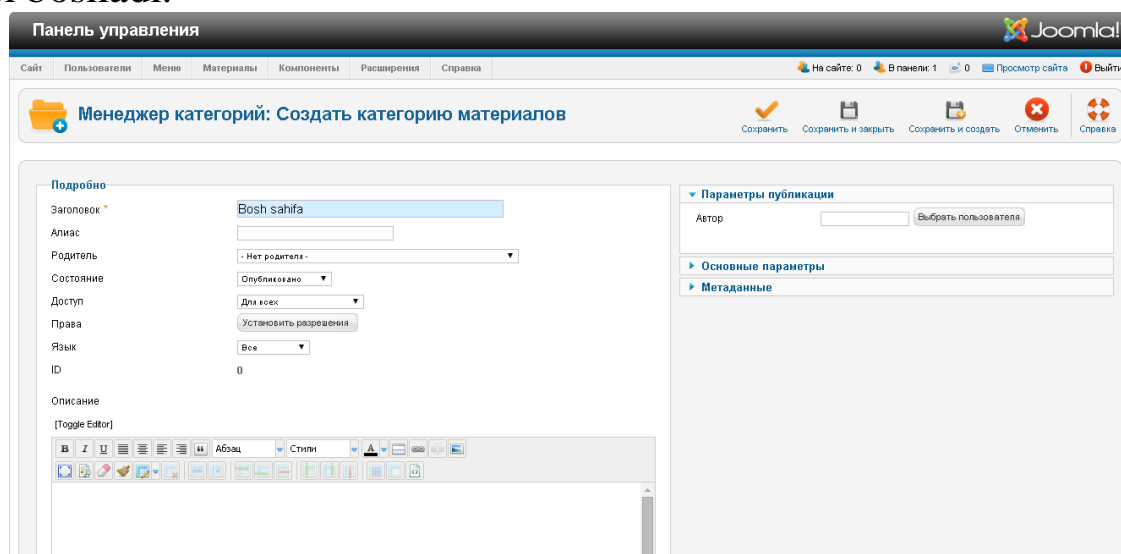 Панель управления
Joomla!
Сайт Пользователи Меню Материалы Компоненты Расширения Справка
На сайте: 0 В панели: 1 0 Просмотр сайта Выйти
Менеджер категорий: Создать категорию материалов
Сохранить Сохранить и закрыть Сохранить и создать Отменить Справка
Подробно
Заголовок * Bosh sahifa
Алиас
Родитель - Нет родителя -
Состояние Опубликовано
Доступ Для всех
Права Установить разрешения
Язык Все
ID 0
Описание
[Toggle Editor]
B I U Абзац Стили A
Параметры публикации
Автор Выбрать пользователя
Основные параметры
Метаданные